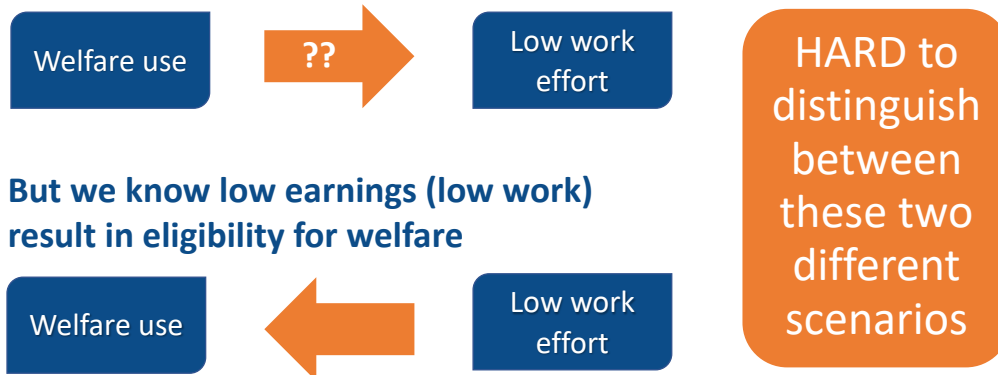 Welfare use
??
Low work
effort
HARD to
distinguish
between
these two
different
scenarios
But we know low earnings (low work)
result in eligibility for welfare
Welfare use
Low work
effort